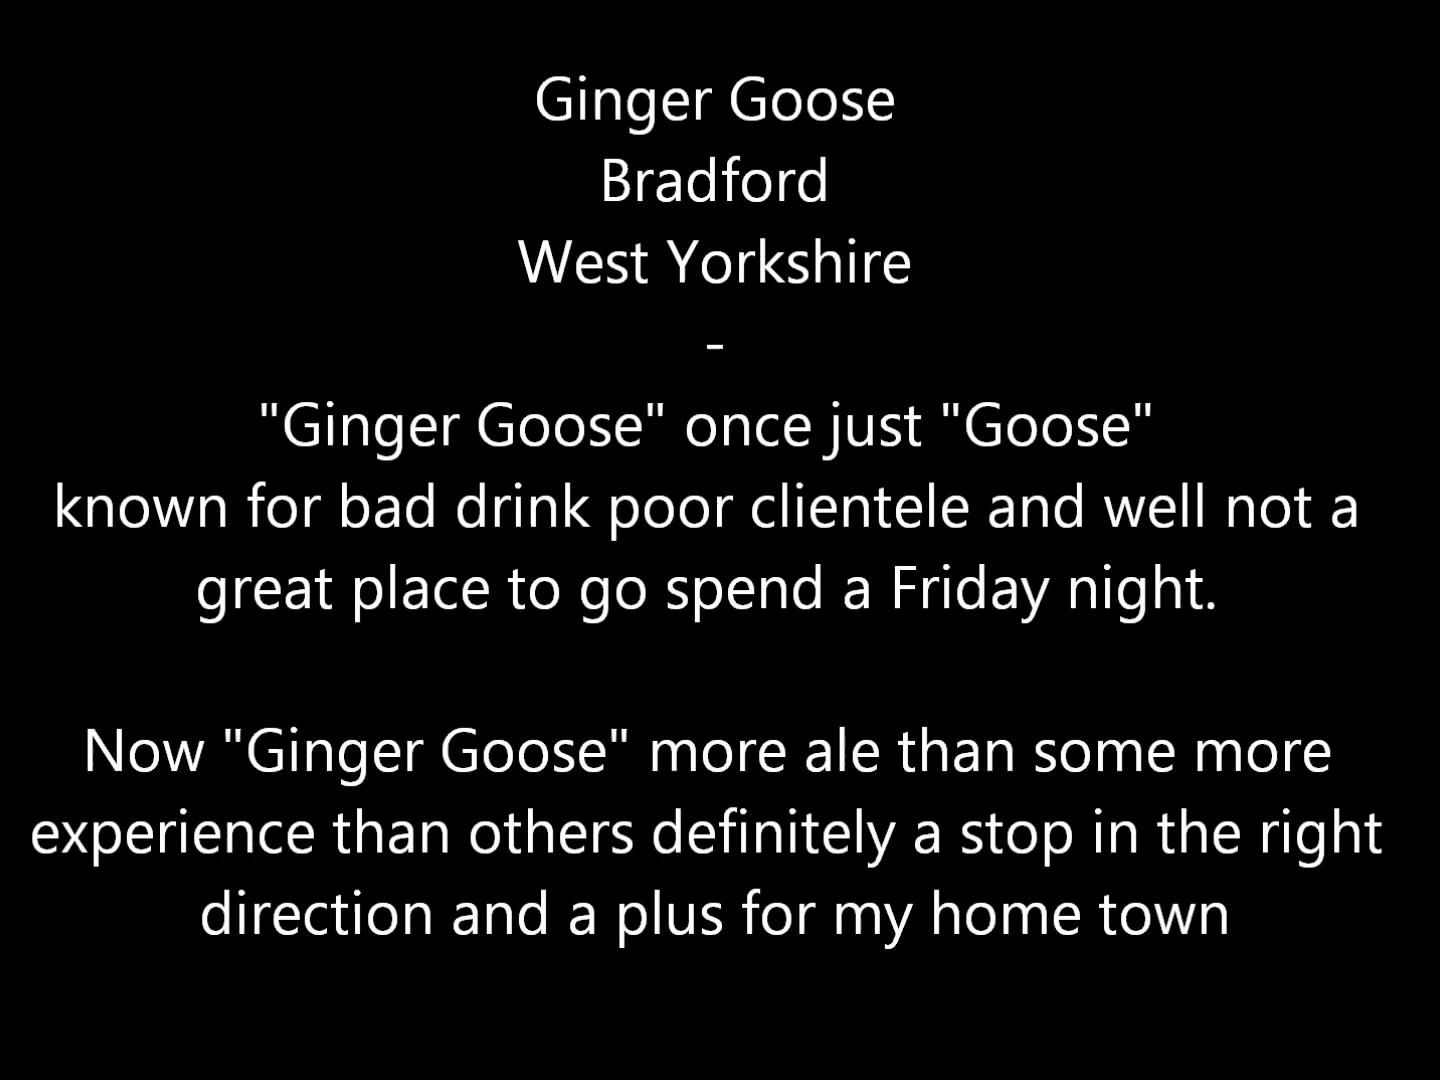 Ginger Goose
Bradford
West Yorkshire
-
"Ginger Goose" once just "Goose"
known for bad drink poor clientele and well not a
great place to go spend a Friday night.
Now "Ginger Goose" more ale than some more
experience than others definitely a stop in the right
direction and a plus for my home town